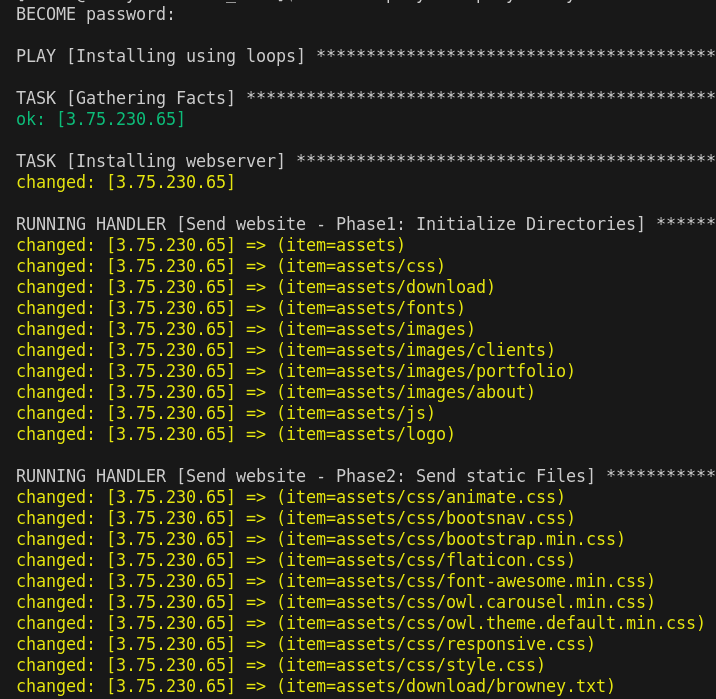 BECOME password:
PLAY [Installing using loops] ****************************************
TASK [Gathering Facts] ***********************************************
ok: [3.75.230.65]
TASK [Installing webserver] ******************************************
changed: [3.75.230.65]
RUNNING HANDLER [Send website - Phase1: Initialize Directories] ******
changed: [3.75.230.65] => (item=assets)
changed: [3.75.230.65] => (item=assets/css)
changed: [3.75.230.65] => (item=assets/download)
changed: [3.75.230.65] => (item=assets/fonts)
changed: [3.75.230.65] => (item=assets/images)
changed: [3.75.230.65] => (item=assets/images/clients)
changed: [3.75.230.65] => (item=assets/images/portfolio)
changed: [3.75.230.65] => (item=assets/images/about)
changed: [3.75.230.65] => (item=assets/js)
changed: [3.75.230.65] => (item=assets/logo)
RUNNING HANDLER [Send website - Phase2: Send static Files] ***********
changed: [3.75.230.65] => (item=assets/css/animate.css)
changed: [3.75.230.65] => (item=assets/css/bootsnav.css)
changed: [3.75.230.65] => (item=assets/css/bootstrap.min.css)
changed: [3.75.230.65] => (item=assets/css/flaticon.css)
changed: [3.75.230.65] => (item=assets/css/font-awesome.min.css)
changed: [3.75.230.65] => (item=assets/css/owl.carousel.min.css)
changed: [3.75.230.65] => (item=assets/css/owl.theme.default.min.css)
changed: [3.75.230.65] => (item=assets/css/responsive.css)
changed: [3.75.230.65] => (item=assets/css/style.css)
changed: [3.75.230.65] => (item=assets/download/browney.txt)